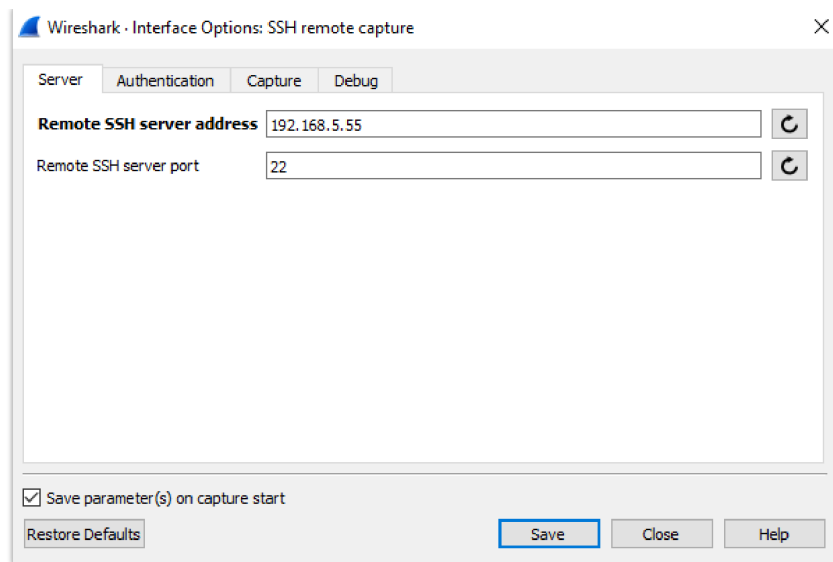 Wireshark · Interface Options: SSH remote capture
Server Authentication Capture Debug
Remote SSH server address 192.168.5.55
Remote SSH server port 22
Save parameter(s) on capture start
Restore Defaults Save Close Help